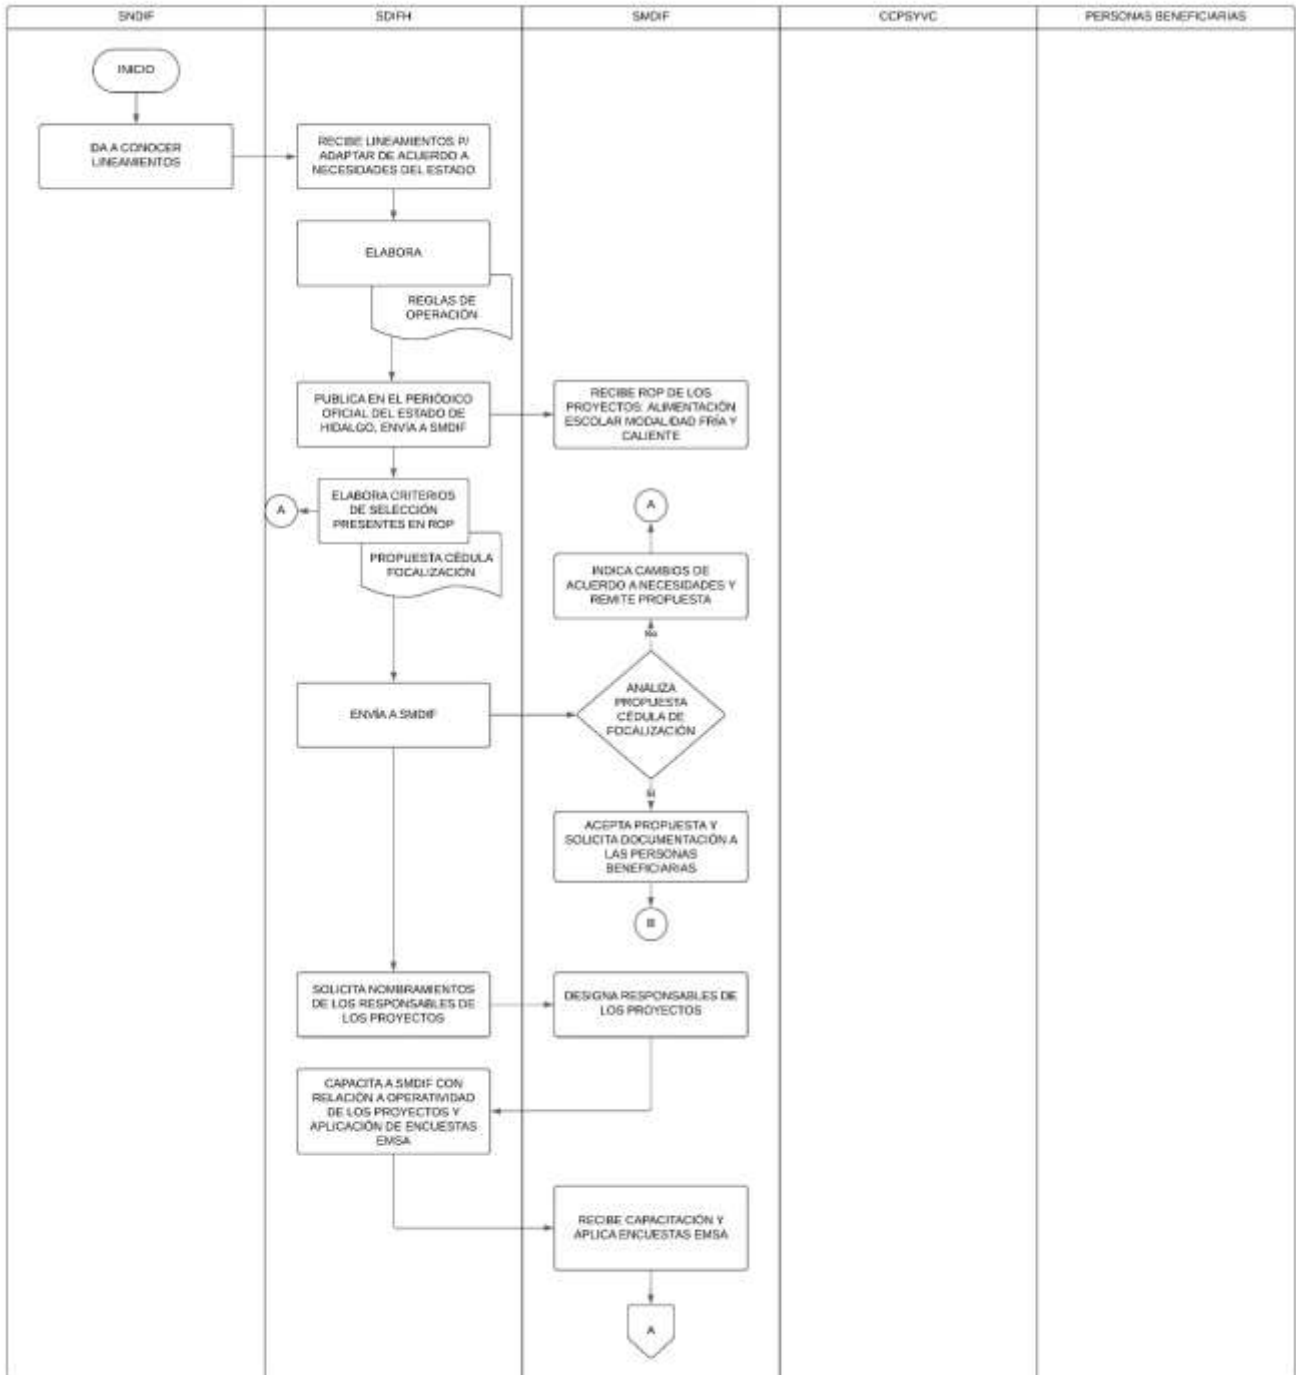 SNDIF
SDIFH
SMDIF
CCPSYVC
PERSONAS BENEFICIARIAS
INICIO
DA A CONOCER
LINEAMIENTOS
RECIBE LINEAMIENTOS P/
ADAPTAR DE ACUERDO A
NECESIDADES DEL ESTADO
ELABORA
REGLAS DE
OPERACIÓN
PUBLICA EN EL PERIÓDICO
OFICIAL DEL ESTADO DE
HIDALGO, ENVÍA A SMDIF
RECIBE ROP DE LOS
PROYECTOS: ALIMENTACIÓN
ESCOLAR MODALIDAD FRÍA Y
CALIENTE
A
ELABORA CRITERIOS
DE SELECCIÓN
PRESENTES EN ROP
PROPUESTA CÉDULA
FOCALIZACIÓN
A
INDICA CAMBIOS DE
ACUERDO A NECESIDADES Y
REMITE PROPUESTA
No
ENVÍA A SMDIF
ANALIZA
PROPUESTA
CÉDULA DE
FOCALIZACIÓN
SI
ACEPTA PROPUESTA Y
SOLICITA DOCUMENTACIÓN A
LAS PERSONAS
BENEFICIARIAS
B
SOLICITA NOMBRAMIENTOS
DE LOS RESPONSABLES DE
LOS PROYECTOS
DESIGNA RESPONSABLES DE
LOS PROYECTOS
CAPACITA A SMDIF CON
RELACIÓN A OPERATIVIDAD
DE LOS PROYECTOS Y
APLICACIÓN DE ENCUESTAS
EMSA
RECIBE CAPACITACIÓN Y
APLICA ENCUESTAS EMSA
A